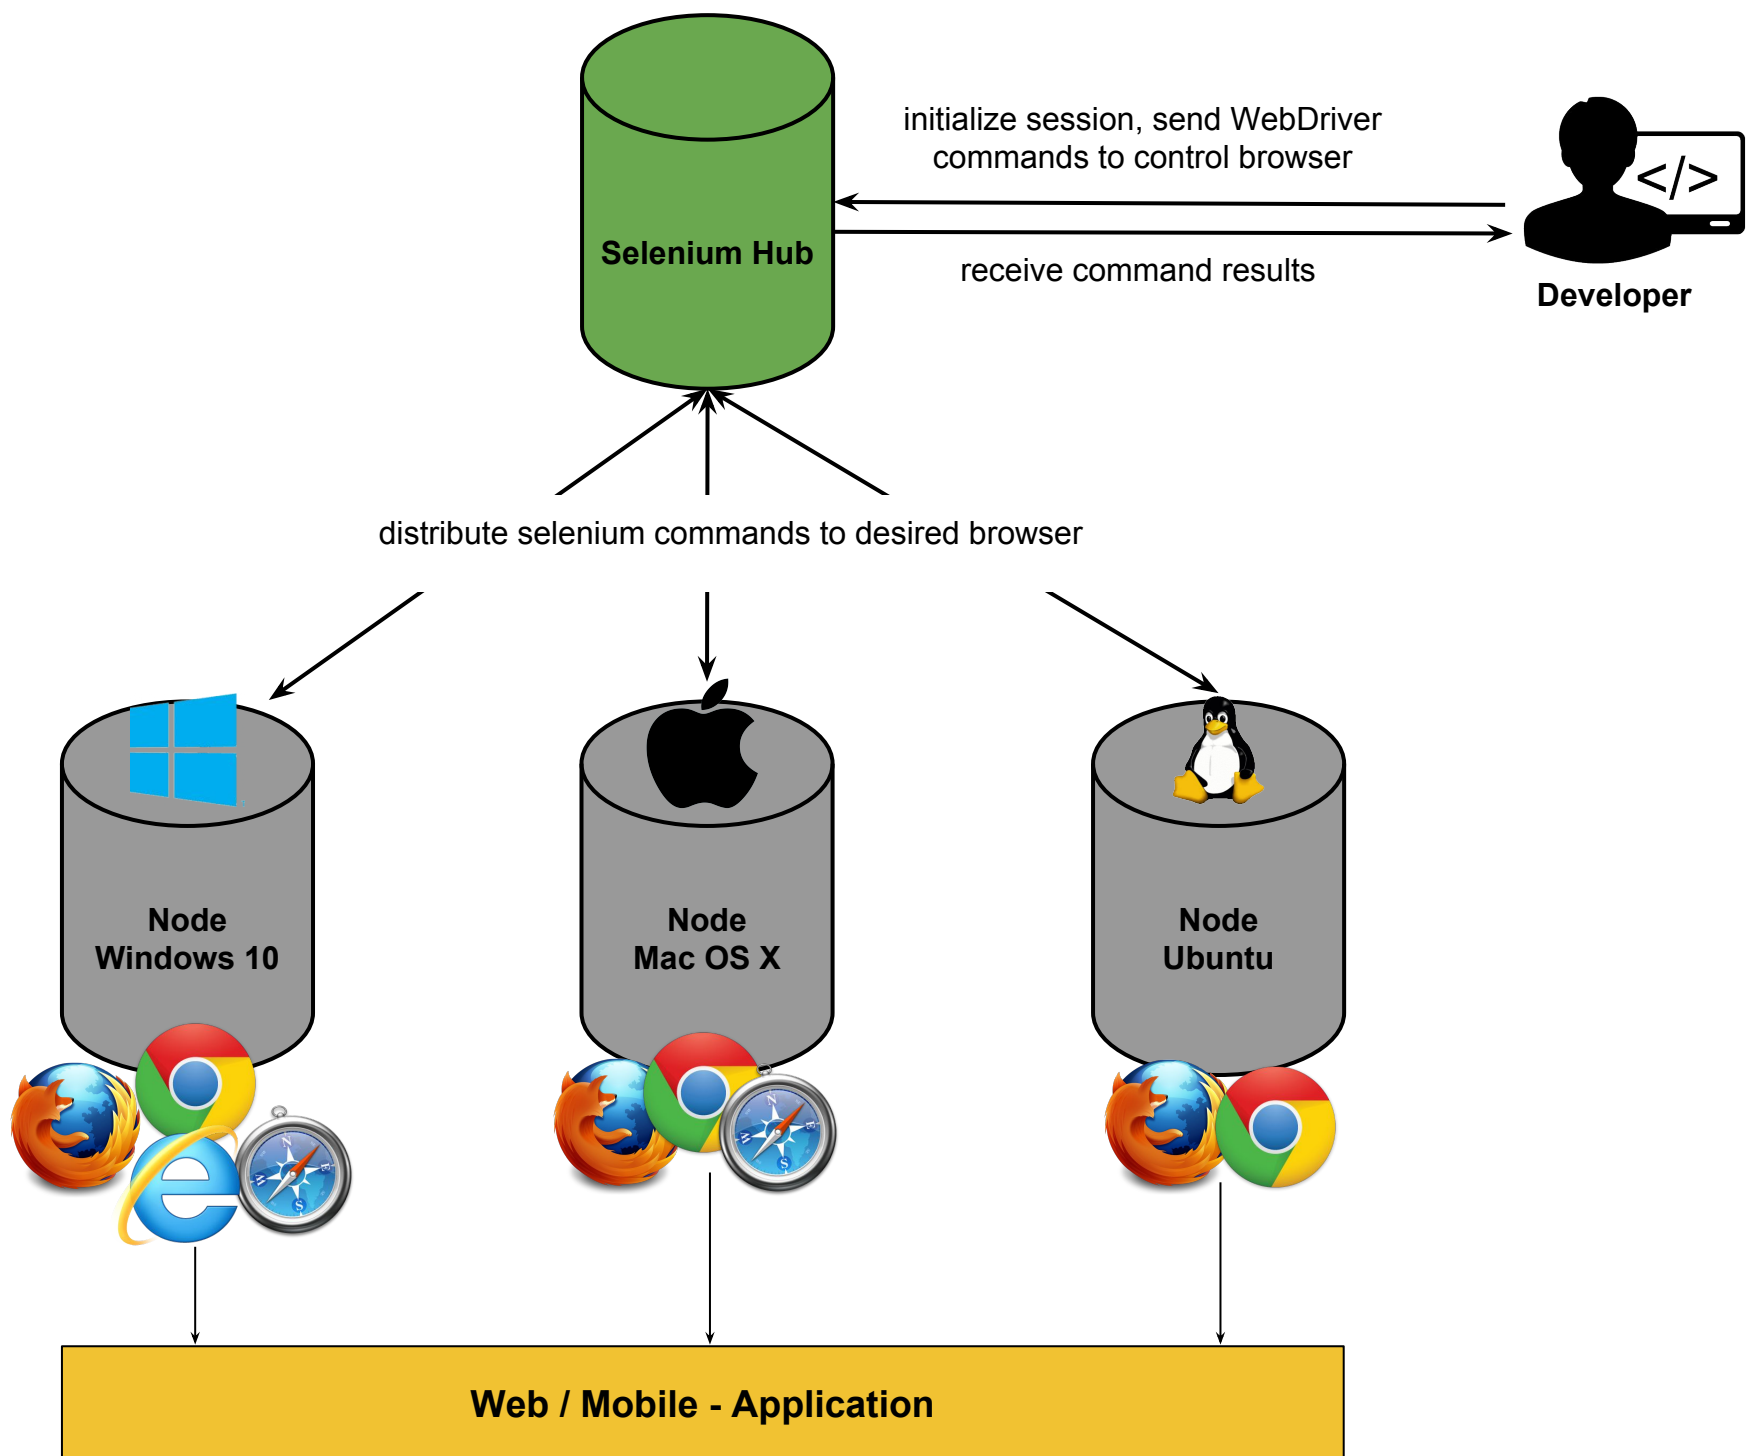 initialize session, send WebDriver
commands to control browser
</>
Selenium Hub
receive command results
Developer
distribute selenium commands to desired browser
Node
Windows 10
Node
Mac OS X
Node
Ubuntu
N
E
S
W
N
E
S
W
Web / Mobile - Application